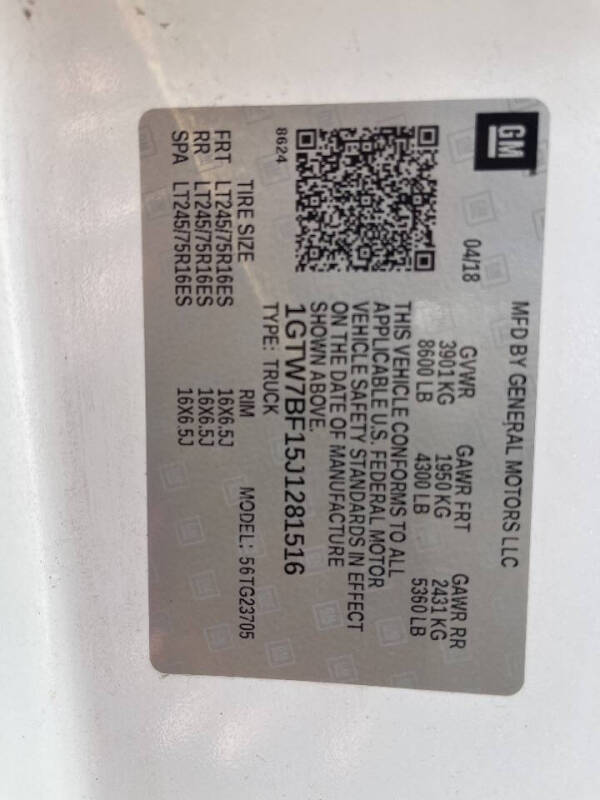 GM
MFD BY GENERAL MOTORS LLC
04/18
GVWR GAWR FRT GAWR RR
3901 KG 1950 KG 2431 KG
8600 LB 4300 LB 5360 LB
THIS VEHICLE CONFORMS TO ALL
APPLICABLE U.S. FEDERAL MOTOR
VEHICLE SAFETY STANDARDS IN EFFECT
ON THE DATE OF MANUFACTURE
SHOWN ABOVE.
1GTW7BF15J1281516
8624
TYPE: TRUCK
MODEL: 56TG23705
TIRE SIZE RIM
FRT LT245/75R16ES 16X6.5J
RR LT245/75R16ES 16X6.5J
SPA LT245/75R16ES 16X6.5J